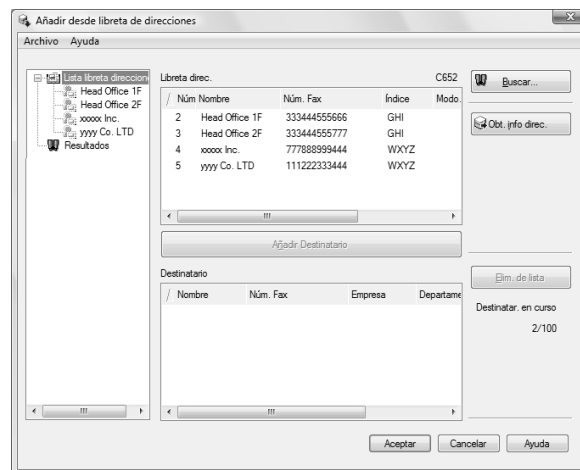 Añadir desde libreta de direcciones
Archivo Ayuda
Lista libreta direccion
Head Office 1F
Head Office 2F
xxxxx Inc.
yyyy Co. LTD
Resultados
Libreta direc. C652
/ Núm Nombre Núm. Fax Índice Modo.
2 Head Office 1F 333444555666 GHI
3 Head Office 2F 333444555777 GHI
4 xxxxx Inc. 777888999444 WXYZ
5 yyyy Co. LTD 111222333444 WXYZ
Añadir Destinatario
Destinatario
/ Nombre Núm. Fax Empresa Departame
Buscar...
Obt. info direc.
Elim. de lista
Destinatar. en curso
2/100
Aceptar Cancelar Ayuda